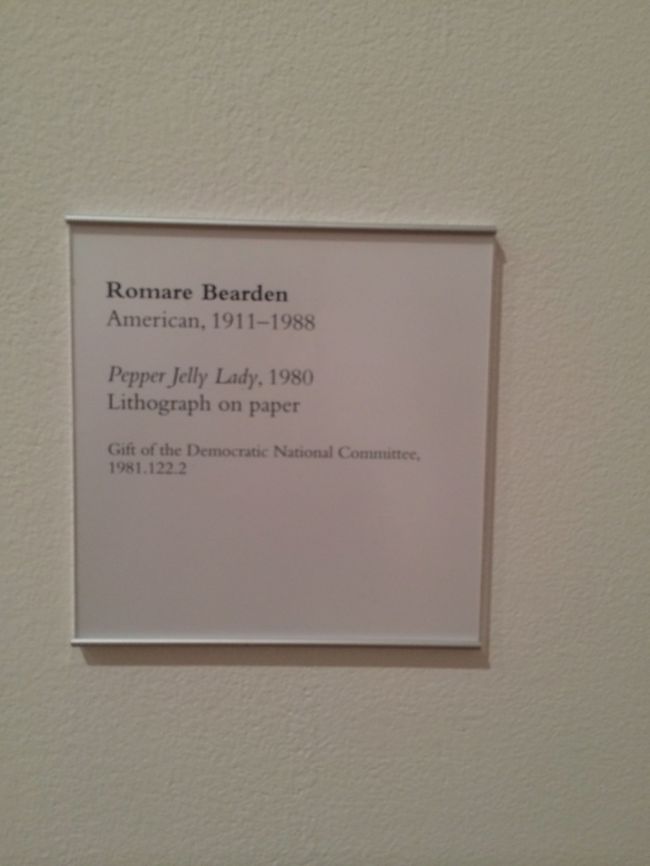 Romare Bearden
American, 1911–1988
Pepper Jelly Lady, 1980
Lithograph on paper
Gift of the Democratic National Committee,
1981.122.2